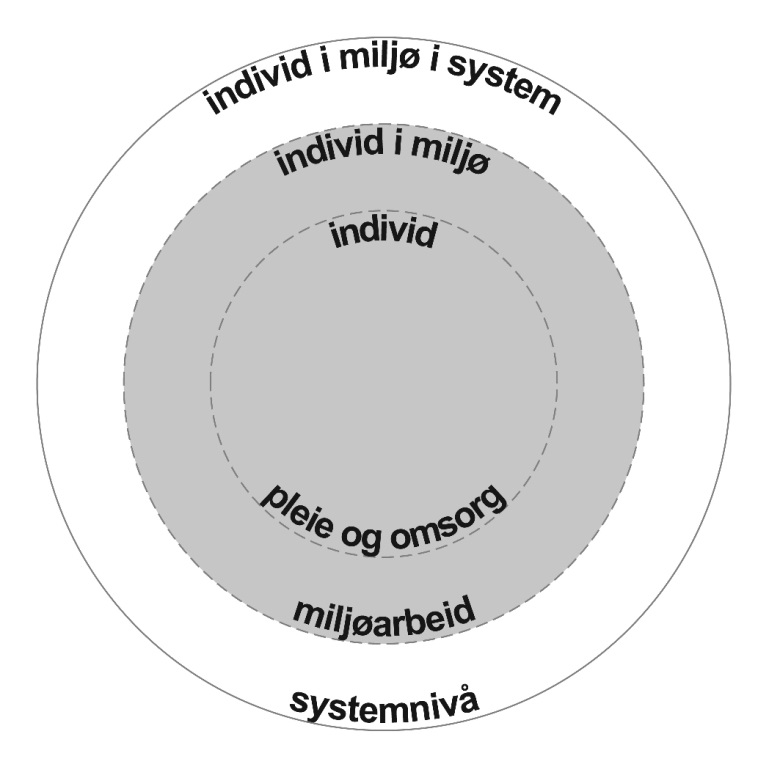 individ i miljø i system
individ i miljø
individ
pleie og omsorg
miljøarbeid
systemnivå